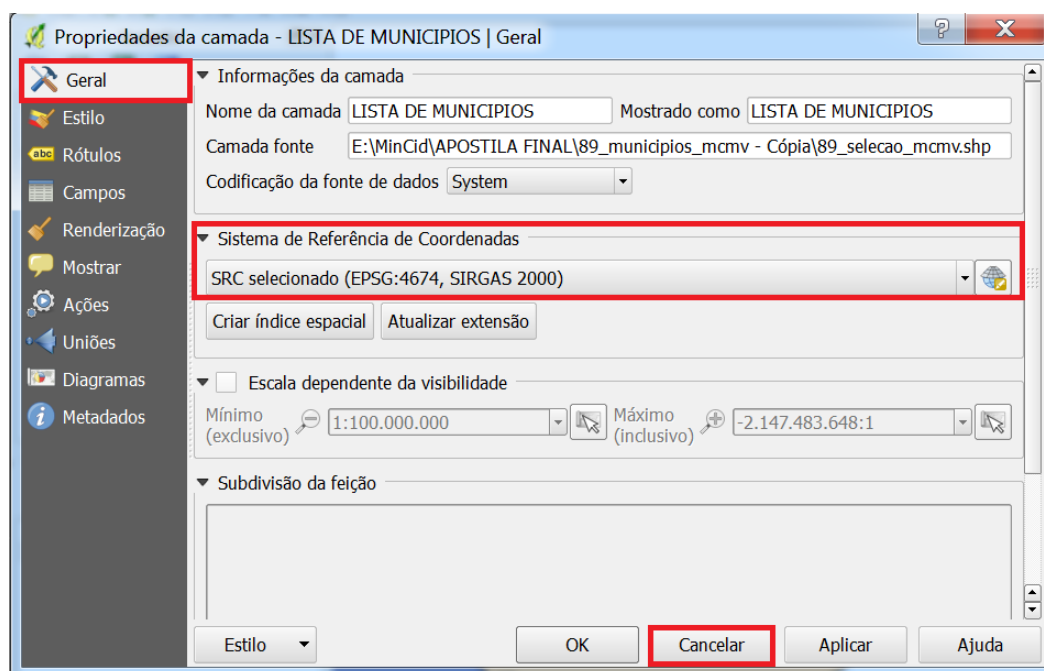 Propriedades da camada - LISTA DE MUNICIPIOS | Geral
Geral
Estilo
Rótulos
Campos
Renderização
Mostrar
Ações
Uniões
Diagramas
Metadados
Informações da camada
Nome da camada LISTA DE MUNICIPIOS Mostrado como LISTA DE MUNICIPIOS
Camada fonte E:\MinCid\APOSTILA FINAL\89_municipios_mcmv - Cópia\89_selecao_mcmv.shp
Codificação da fonte de dados System
Sistema de Referência de Coordenadas
SRC selecionado (EPSG:4674, SIRGAS 2000)
Criar índice espacial Atualizar extensão
Escala dependente da visibilidade
Mínimo
(exclusivo) 1:100.000.000
Máximo
(inclusivo) -2.147.483.648:1
Subdivisão da feição
Estilo OK Cancelar Aplicar Ajuda